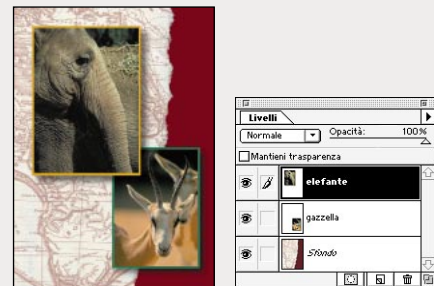 Livelli
Normale Opacità: 100%
Mantieni trasparenza
elefante
gazzella
Sfondo